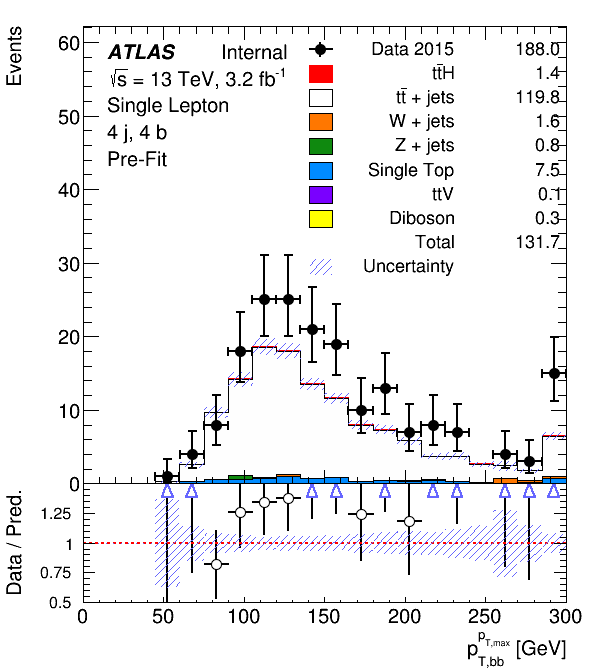 Events
ATLAS Internal
√s = 13 TeV, 3.2 fb⁻¹
Single Lepton
4 j, 4 b
Pre-Fit
Data 2015 188.0
tt̄H 1.4
tt̄ + jets 119.8
W + jets 1.6
Z + jets 0.8
Single Top 7.5
ttV 0.1
Diboson 0.3
Total 131.7
Uncertainty
60
50
40
30
20
10
0
Data / Pred.
1.25
1
0.75
0.5
0 50 100 150 200 250 300
p_{T,bb}^{p_{T,max}} [GeV]